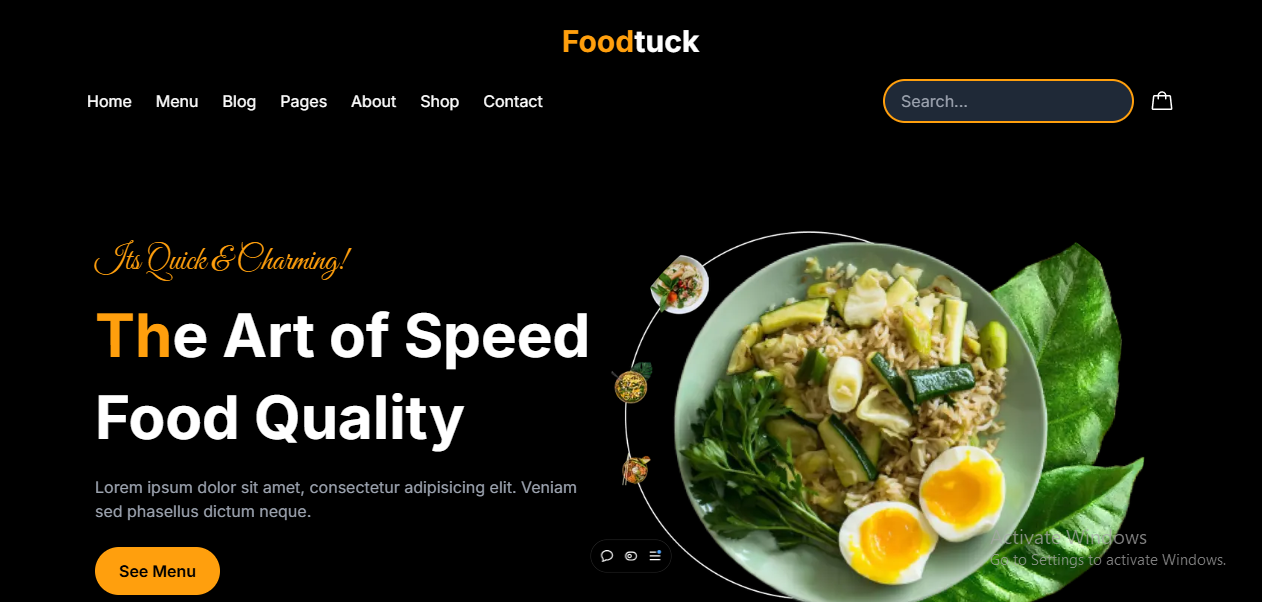 Foodtuck
Home Menu Blog Pages About Shop Contact
Search...
Its Quick & Charming!
The Art of Speed
Food Quality
Lorem ipsum dolor sit amet, consectetur adipisicing elit. Veniam
sed phasellus dictum neque.
See Menu
Activate Windows
Go to Settings to activate Windows.